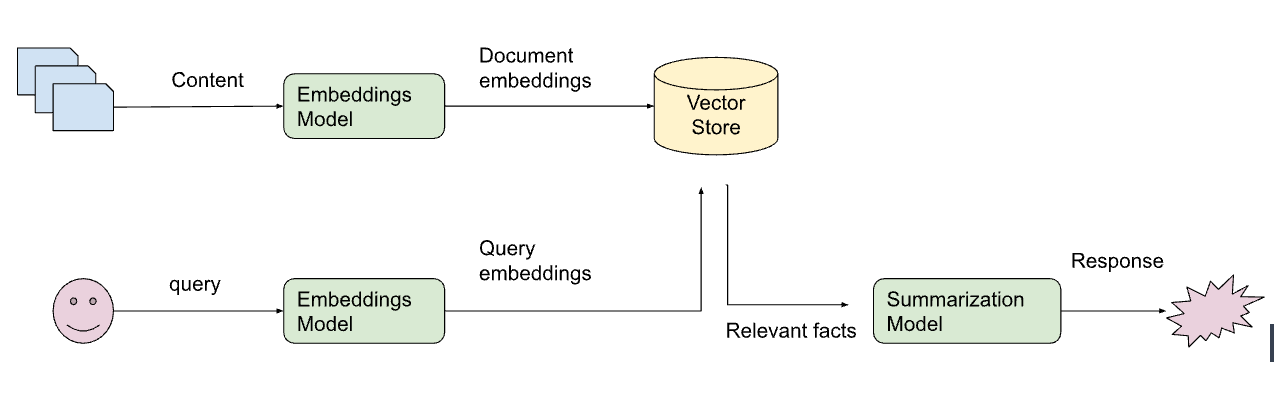 Content
Embeddings
Model
Document
embeddings
Vector
Store
query
Embeddings
Model
Query
embeddings
Relevant facts
Summarization
Model
Response